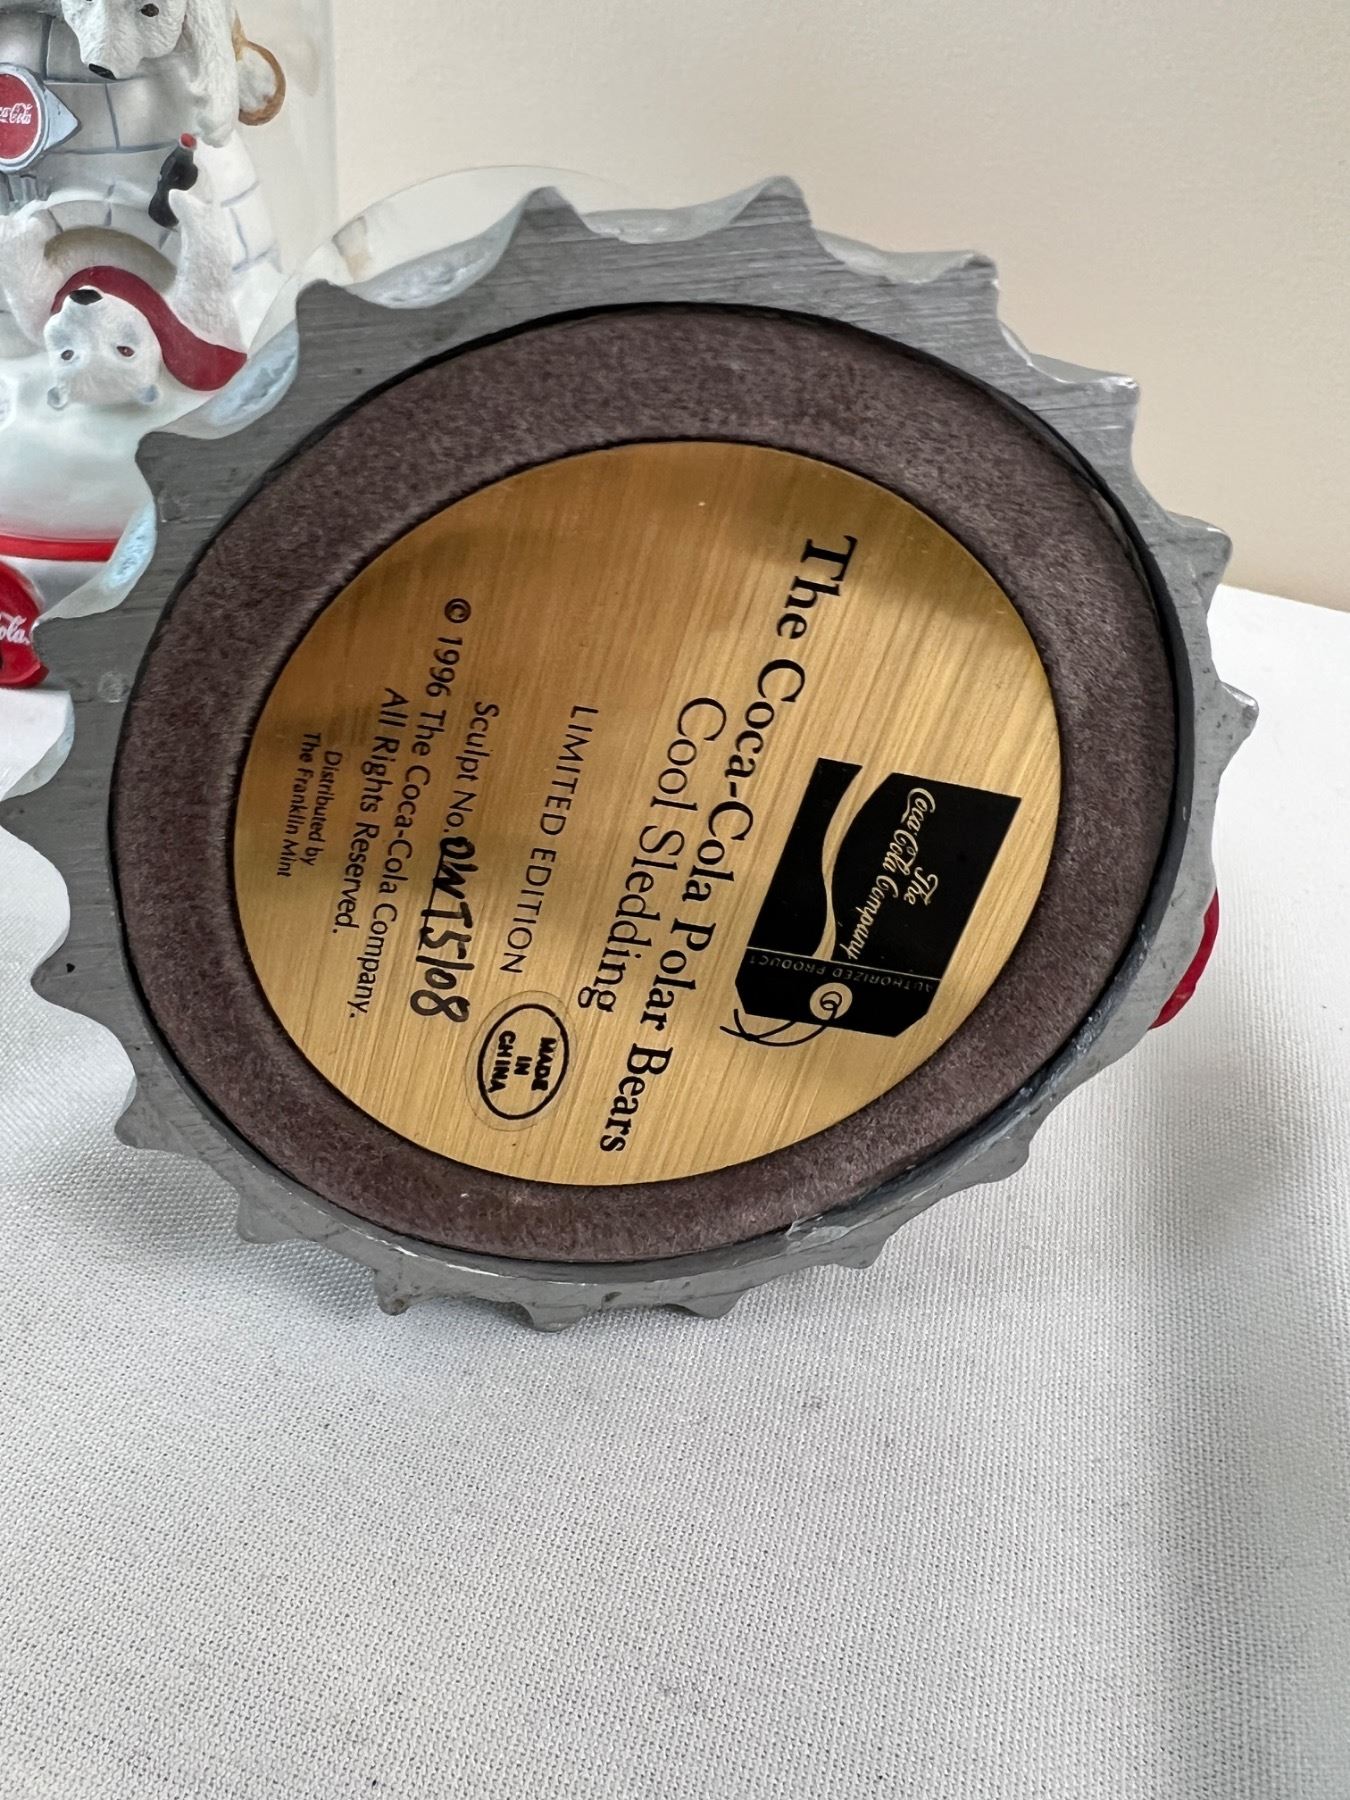 The
Coca-Cola Company
AUTHORIZED PRODUCT
The Coca-Cola Polar Bears
Cool Sledding
LIMITED EDITION
MADE
IN
CHINA
Sculpt No. OWT5108
© 1996 The Coca-Cola Company.
All Rights Reserved.
Distributed by
The Franklin Mint